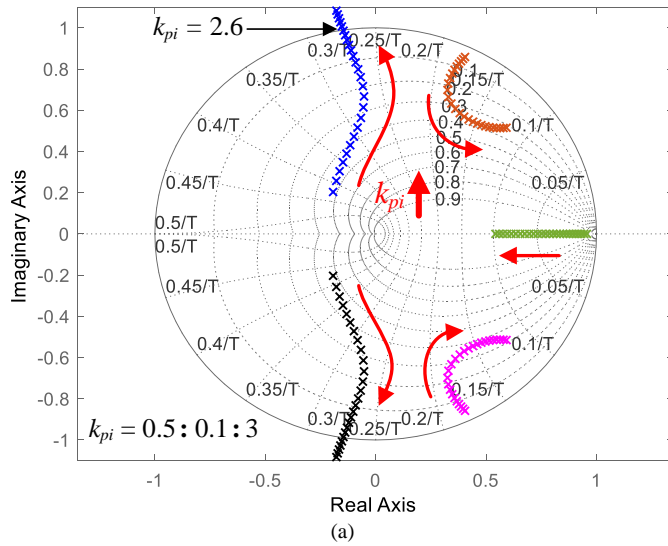 k_pi = 2.6
1
0.8
0.6
0.4
0.2
0
-0.2
-0.4
-0.6
-0.8
-1
Imaginary Axis
0.25/T
0.3/T
0.2/T
0.35/T
0.15/T
0.4/T
0.1/T
0.45/T
0.05/T
0.5/T
0.5/T
0.45/T
0.05/T
0.4/T
0.1/T
0.35/T
0.15/T
0.3/T
0.2/T
0.25/T
0.1
0.2
0.3
0.4
0.5
0.6
0.7
0.8
0.9
k_pi
k_pi = 0.5 : 0.1 : 3
-1 -0.5 0 0.5 1
Real Axis
(a)